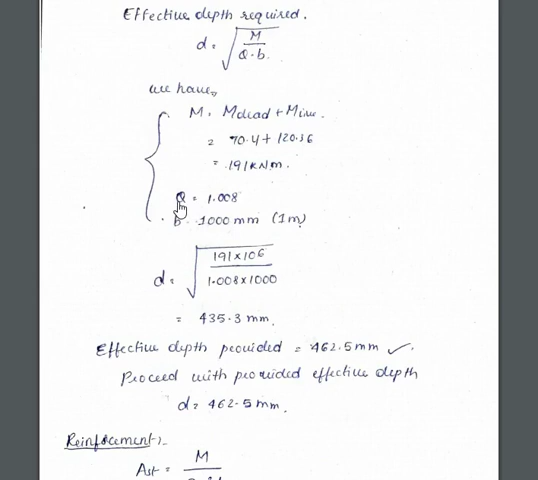 Effective depth required.
d = √(M / Q·b)
we have,
M = Mdead + Mlive.
= 70.4 + 120.36
= 191 kNm.
Q = 1.008
b = 1000 mm (1m)
d = √(191 x 10^6 / 1.008 x 1000)
= 435.3 mm.
Effective depth provided = 462.5 mm ✓.
Proceed with provided effective depth
d = 462.5 mm.
Reinforcement:-
Ast = M